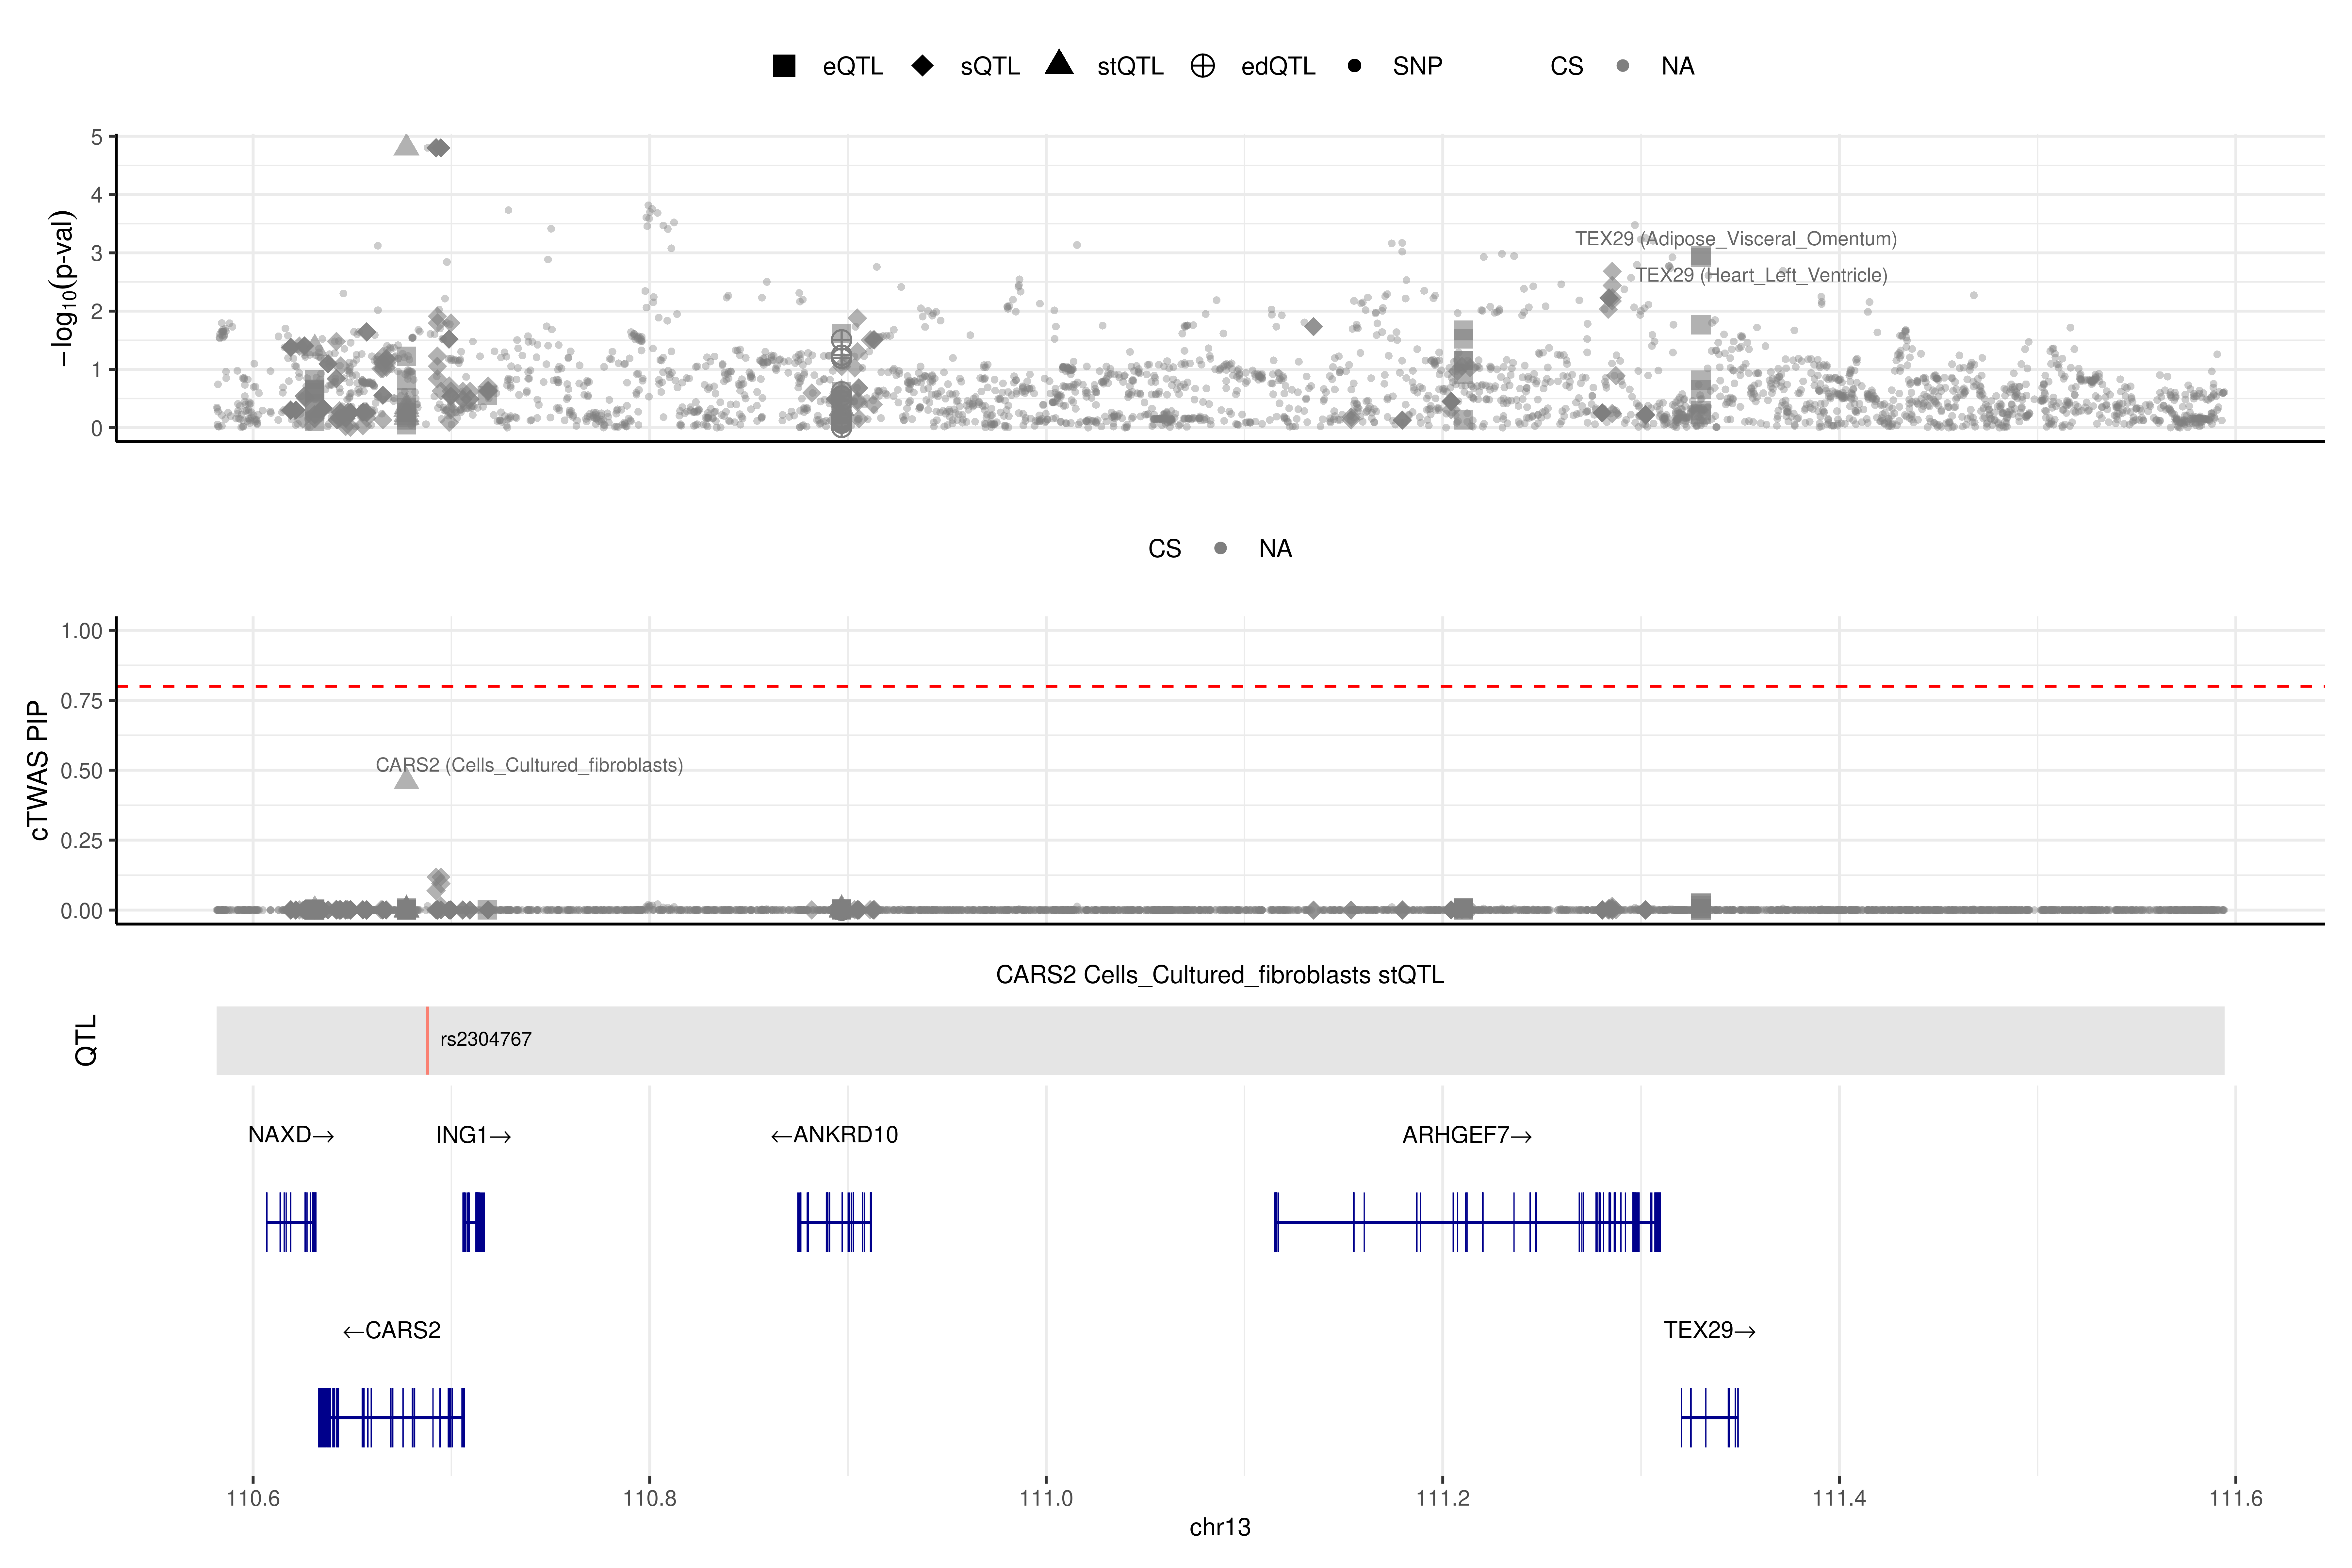 eQTL sQTL stQTL edQTL SNP CS NA
5
4
3
2
1
0
−log10(p-val)
TEX29 (Adipose_Visceral_Omentum)
TEX29 (Heart_Left_Ventricle)
CS NA
1.00
0.75
0.50
0.25
0.00
cTWAS PIP
CARS2 (Cells_Cultured_fibroblasts)
CARS2 Cells_Cultured_fibroblasts stQTL
QTL
rs2304767
NAXD→ ING1→ ←ANKRD10 ARHGEF7→
←CARS2 TEX29→
110.6 110.8 111.0 111.2 111.4 111.6
chr13